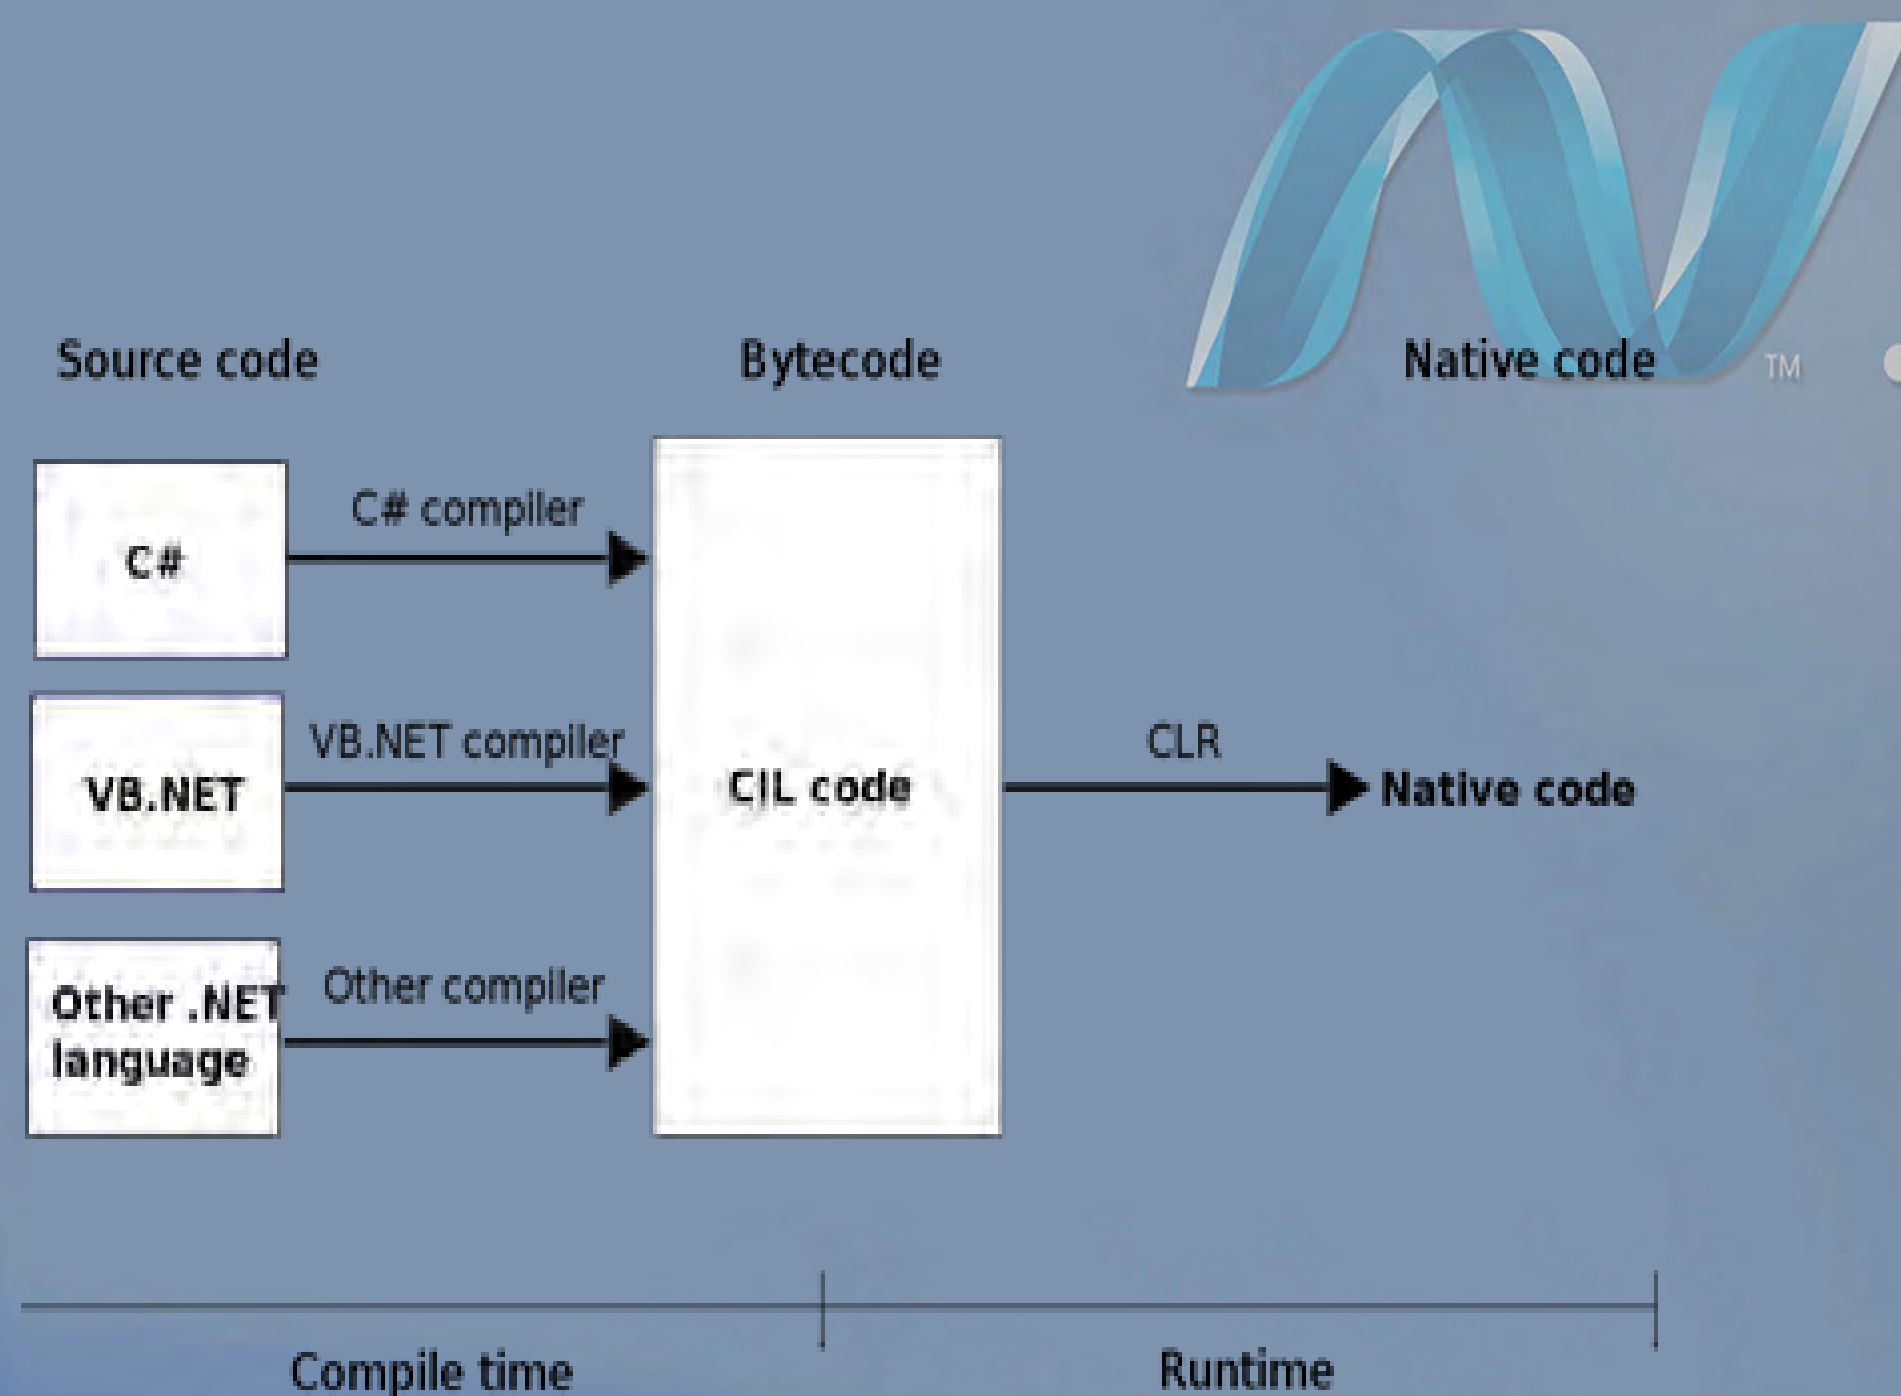 Source code
Bytecode
Native code
TM
C#
C# compiler
VB.NET
VB.NET compiler
CIL code
CLR
Native code
Other .NET
language
Other compiler
Compile time
Runtime